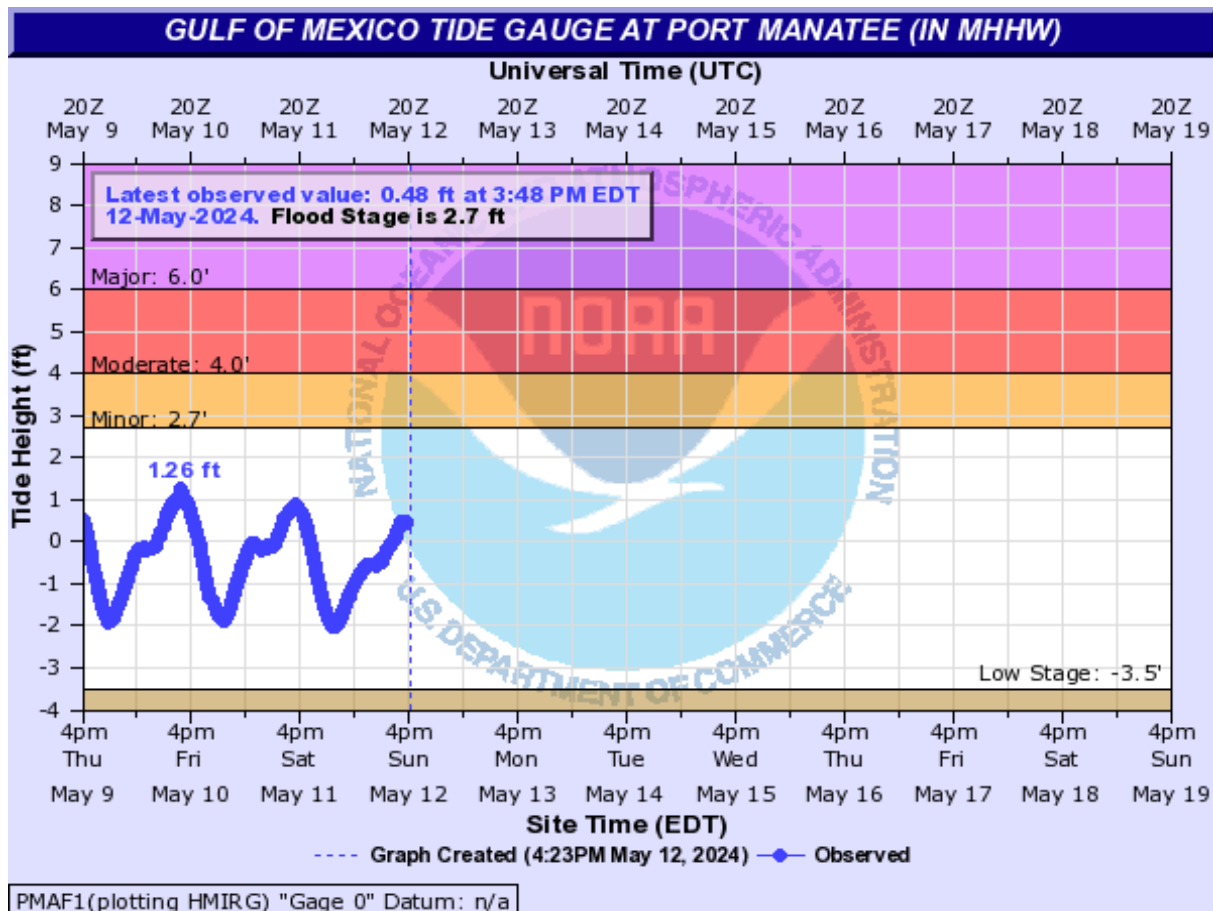 GULF OF MEXICO TIDE GAUGE AT PORT MANATEE (IN MHHW)
Universal Time (UTC)
20Z 20Z 20Z 20Z 20Z 20Z 20Z 20Z 20Z 20Z 20Z
May 9 May 10 May 11 May 12 May 13 May 14 May 15 May 16 May 17 May 18 May 19
Latest observed value: 0.48 ft at 3:48 PM EDT
12-May-2024. Flood Stage is 2.7 ft
NATIONAL OCEANIC AND ATMOSPHERIC ADMINISTRATION
NOAA
U.S. DEPARTMENT OF COMMERCE
Tide Height (ft)
9
8
7
6
5
4
3
2
1
0
-1
-2
-3
-4
Major: 6.0'
Moderate: 4.0'
Minor: 2.7'
1.26 ft
Low Stage: -3.5'
4pm 4pm 4pm 4pm 4pm 4pm 4pm 4pm 4pm 4pm 4pm
Thu Fri Sat Sun Mon Tue Wed Thu Fri Sat Sun
May 9 May 10 May 11 May 12 May 13 May 14 May 15 May 16 May 17 May 18 May 19
Site Time (EDT)
Graph Created (4:23PM May 12, 2024) Observed
PMAF1(plotting HMIRG) "Gage 0" Datum: n/a